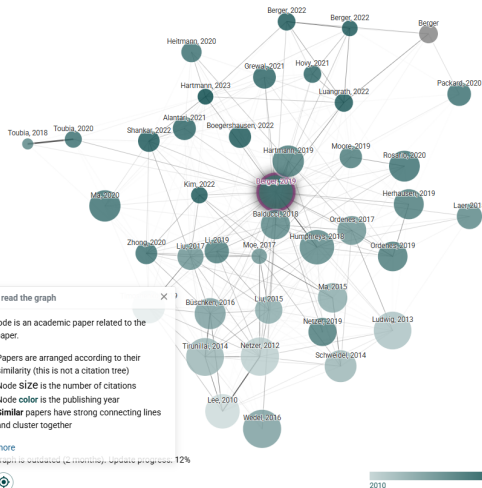 Berger, 2022
Berger, 2022
Berger
Heitmann, 2020
Grewal, 2021
Hovy, 2021
Hartmann, 2023
Luangrath, 2022
Packard, 2020
Alantari, 2021
Boegershausen, 2022
Toubia, 2018
Toubia, 2020
Shankar, 2022
Hartmann, 2019
Moore, 2019
Rosario, 2020
Kim, 2022
Berger, 2019
Ma, 2020
Herhausen, 2019
Balducci, 2018
Ordenes, 2017
Humphreys, 2018
Zhong, 2020
Liu, 2017
Li, 2019
Moe, 2017
Ordenes, 2019
read the graph
Büschken, 2016
Liu, 2015
Ma, 2015
ode is an academic paper related to the
aper.
Netzer, 2019
Ludwig, 2013
Papers are arranged according to their
similarity (this is not a citation tree)
Tirunillai, 2014
Netzer, 2012
Schweidel, 2014
Node size is the number of citations
Node color is the publishing year
Similar papers have strong connecting lines
and cluster together
Lee, 2010
Wedel, 2016
more
graph is outdated (2 months). Update progress: 12%
2010